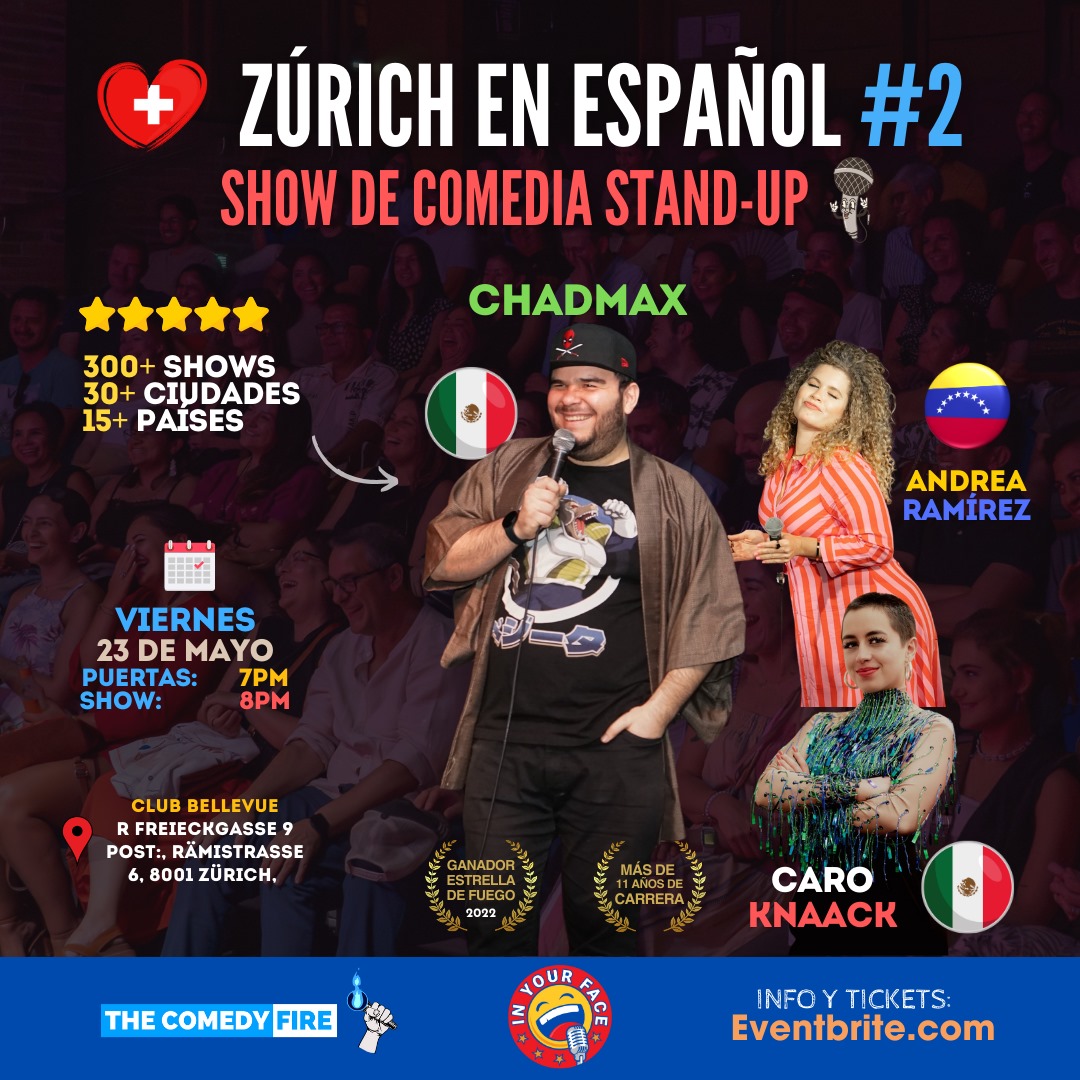 ZÚRICH EN ESPAÑOL #2
SHOW DE COMEDIA STAND-UP
CHADMAX
300+ SHOWS
30+ CIUDADES
15+ PAÍSES
ANDREA
RAMÍREZ
VIERNES
23 DE MAYO
PUERTAS: 7PM
SHOW: 8PM
CLUB BELLEVUE
R FREIECKGASSE 9
POST:, RÄMISTRASSE
6, 8001 ZÜRICH,
GANADOR
ESTRELLA
DE FUEGO
2022
MÁS DE
11 AÑOS DE
CARRERA
CARO
KNAACK
THE COMEDY FIRE
IN YOUR FACE
INFO Y TICKETS:
Eventbrite.com